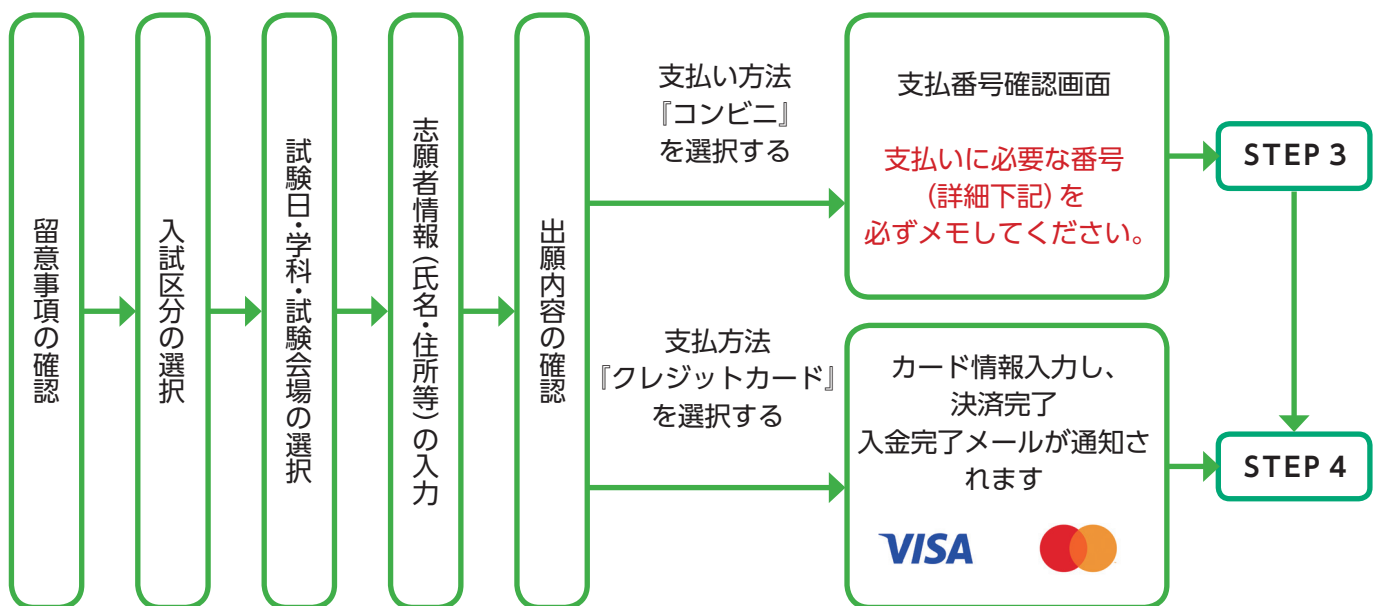 留意事項の確認
入試区分の選択
試験日・学科・試験会場の選択
志願者情報(氏名・住所等)の入力
出願内容の確認
支払い方法
『コンビニ』
を選択する
支払番号確認画面
支払いに必要な番号
(詳細下記)を
必ずメモしてください。
STEP 3
支払方法
『クレジットカード』
を選択する
カード情報入力し、
決済完了
入金完了メールが通知さ
れます
VISA
STEP 4